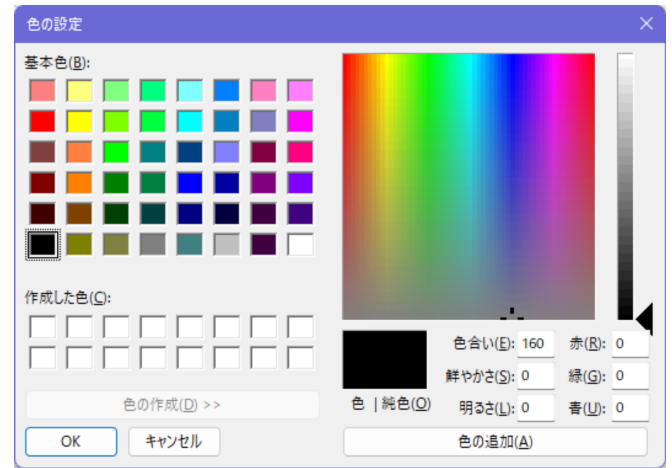 色の設定
基本色(B):
作成した色(C):
色の作成(D) >>
OK
キャンセル
色 | 純色(O)
色合い(E): 160
鮮やかさ(S): 0
明るさ(L): 0
赤(R): 0
緑(G): 0
青(U): 0
色の追加(A)